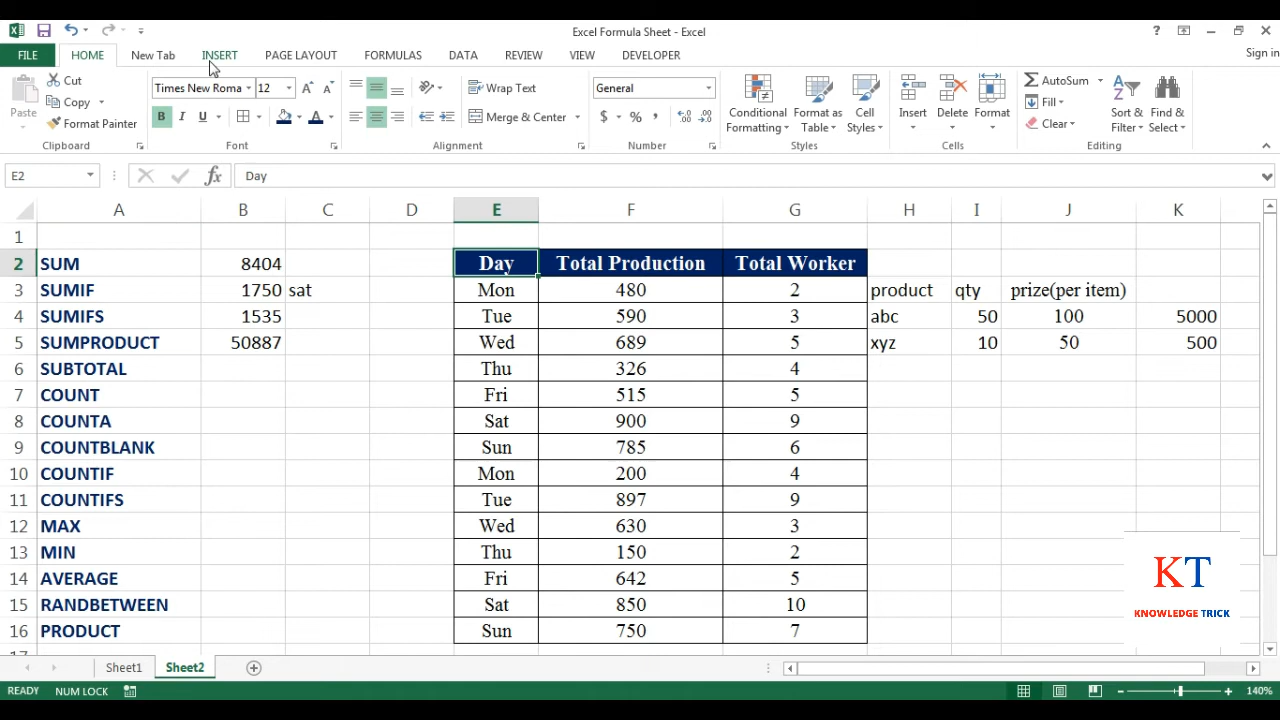 Excel Formula Sheet - Excel
?
FILE HOME New Tab INSERT PAGE LAYOUT FORMULAS DATA REVIEW VIEW DEVELOPER Sign in
Paste
Cut
Copy
Format Painter
Clipboard
Times New Roma 12
B I U A
Font
Wrap Text
Merge & Center
Alignment
General
$ % ,
Number
Conditional Formatting
Format as Table
Cell Styles
Styles
Insert Delete Format
Cells
AutoSum
Fill
Clear
Sort & Filter
Find & Select
Editing
E2 fx Day
A B C D E F G H I J K
1
2 SUM 8404 Day Total Production Total Worker
3 SUMIF 1750 sat Mon 480 2 product qty prize(per item)
4 SUMIFS 1535 Tue 590 3 abc 50 100 5000
5 SUMPRODUCT 50887 Wed 689 5 xyz 10 50 500
6 SUBTOTAL Thu 326 4
7 COUNT Fri 515 5
8 COUNTA Sat 900 9
9 COUNTBLANK Sun 785 6
10 COUNTIF Mon 200 4
11 COUNTIFS Tue 897 9
12 MAX Wed 630 3
13 MIN Thu 150 2
14 AVERAGE Fri 642 5
15 RANDBETWEEN Sat 850 10
16 PRODUCT Sun 750 7
17
KT
KNOWLEDGE TRICK
Sheet1 Sheet2
READY NUM LOCK 140%